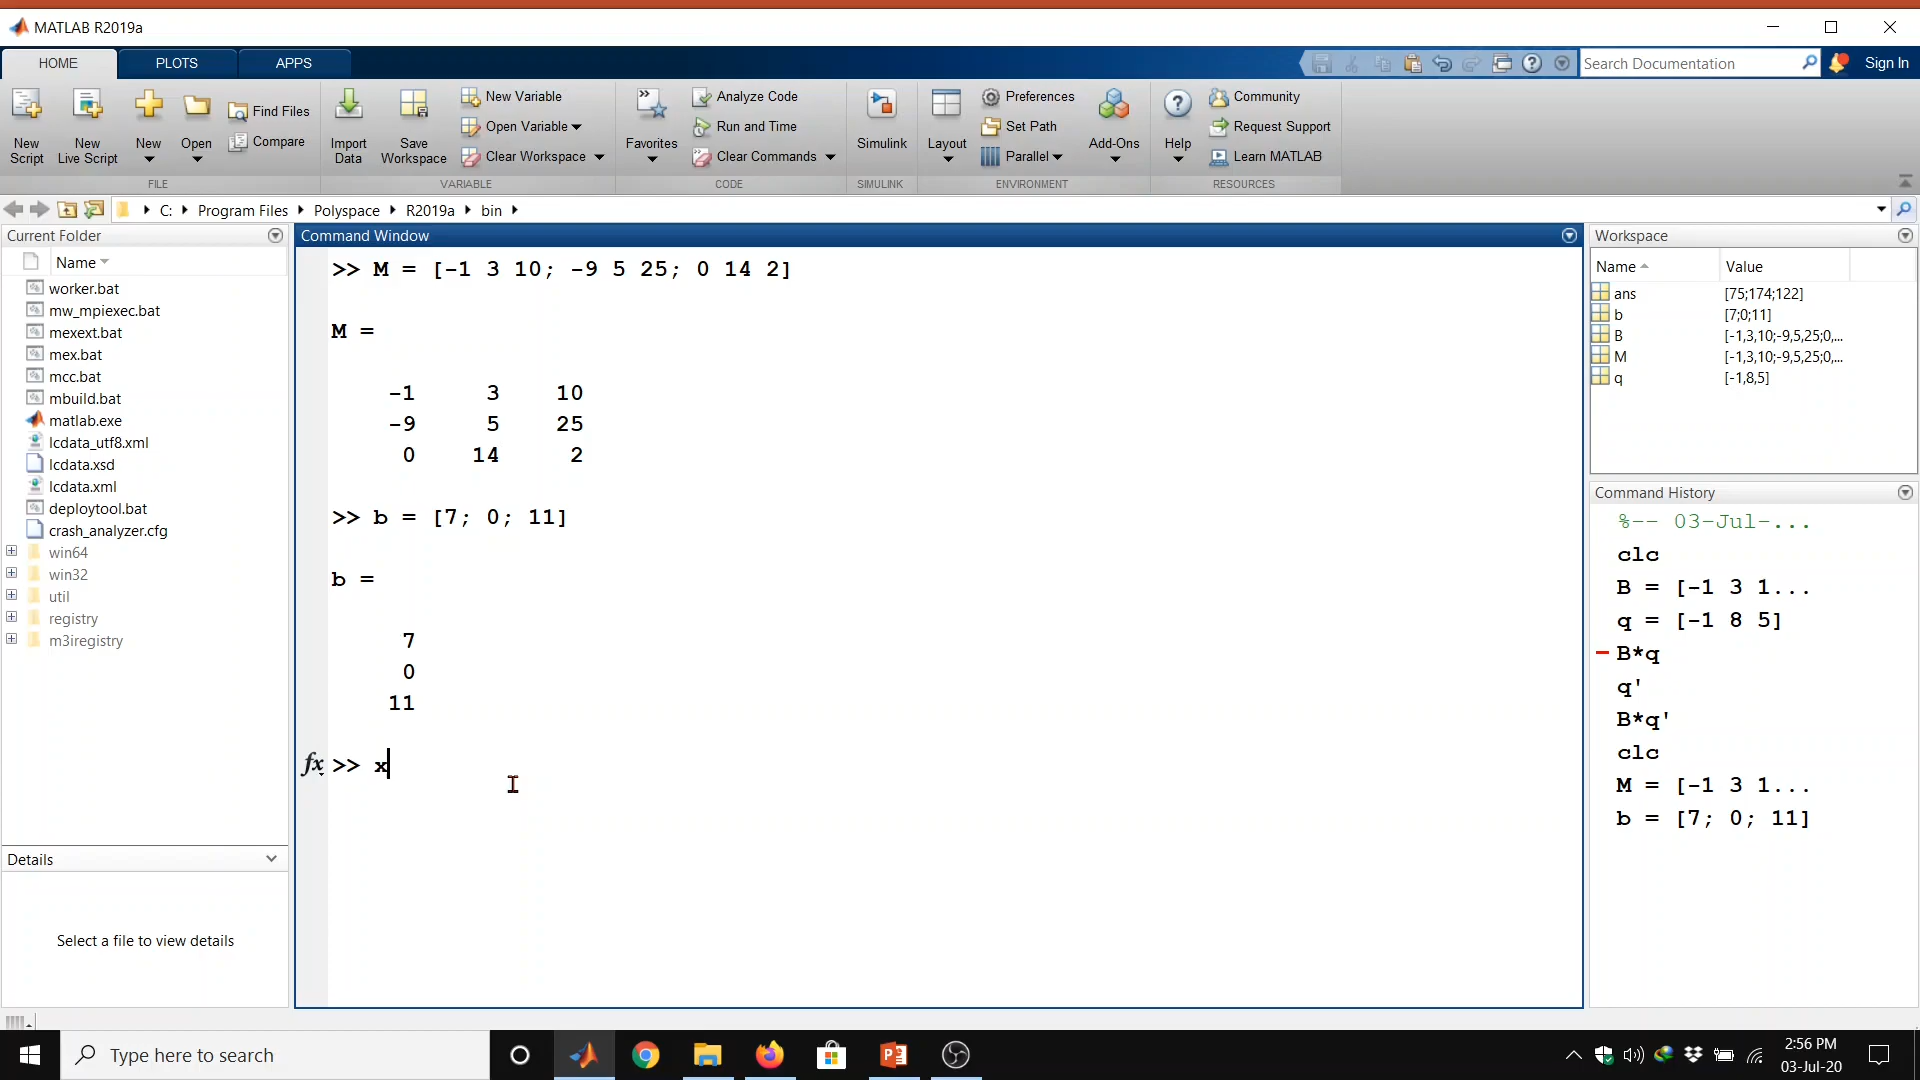 MATLAB R2019a
HOME PLOTS APPS
Search Documentation
Sign In
New Script
New Live Script
New
Open
Find Files
Compare
FILE
Import Data
Save Workspace
New Variable
Open Variable
Clear Workspace
VARIABLE
Favorites
Analyze Code
Run and Time
Clear Commands
CODE
Simulink
SIMULINK
Layout
Preferences
Set Path
Parallel
Add-Ons
ENVIRONMENT
Help
Community
Request Support
Learn MATLAB
RESOURCES
C: Program Files Polyspace R2019a bin
Current Folder
Name
worker.bat
mw_mpiexec.bat
mexext.bat
mex.bat
mcc.bat
mbuild.bat
matlab.exe
lcdata_utf8.xml
lcdata.xsd
lcdata.xml
deploytool.bat
crash_analyzer.cfg
win64
win32
util
registry
m3iregistry
Details
Select a file to view details
Command Window
>> M = [-1 3 10; -9 5 25; 0 14 2]
M =
-1 3 10
-9 5 25
0 14 2
>> b = [7; 0; 11]
b =
7
0
11
fx >> x
Workspace
Name Value
ans [75;174;122]
b [7;0;11]
B [-1,3,10;-9,5,25;0,...
M [-1,3,10;-9,5,25;0,...
q [-1,8,5]
Command History
%-- 03-Jul-...
clc
B = [-1 3 1...
q = [-1 8 5]
B*q
q'
B*q'
clc
M = [-1 3 1...
b = [7; 0; 11]
Type here to search
2:56 PM
03-Jul-20